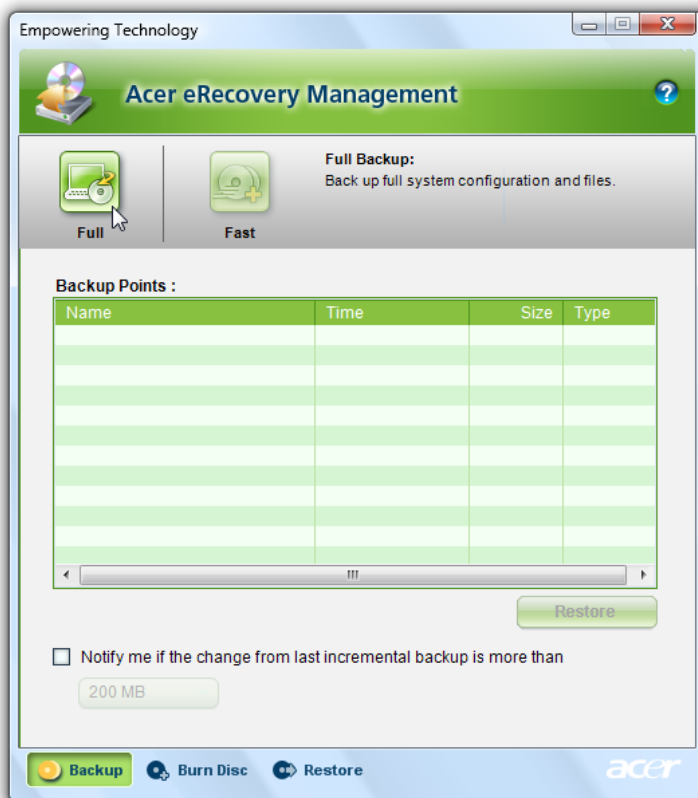 Empowering Technology
Acer eRecovery Management
?
Full Backup:
Back up full system configuration and files.
Full
Fast
Backup Points :
Name Time Size Type
Restore
Notify me if the change from last incremental backup is more than
200 MB
Backup Burn Disc Restore acer